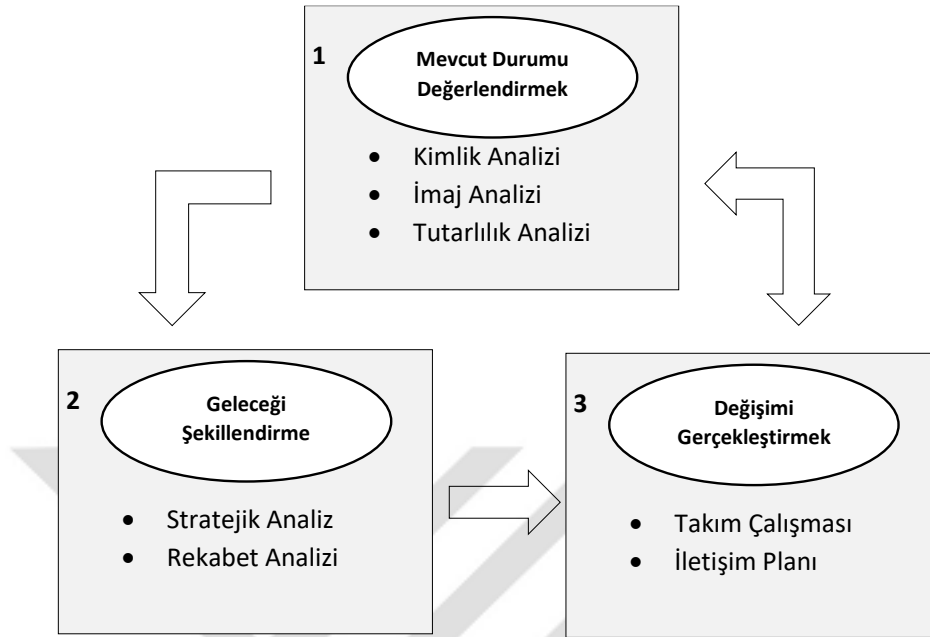 1
Mevcut Durumu
Değerlendirmek
• Kimlik Analizi
• İmaj Analizi
• Tutarlılık Analizi
2
Geleceği
Şekillendirme
• Stratejik Analiz
• Rekabet Analizi
3
Değişimi
Gerçekleştirmek
• Takım Çalışması
• İletişim Planı